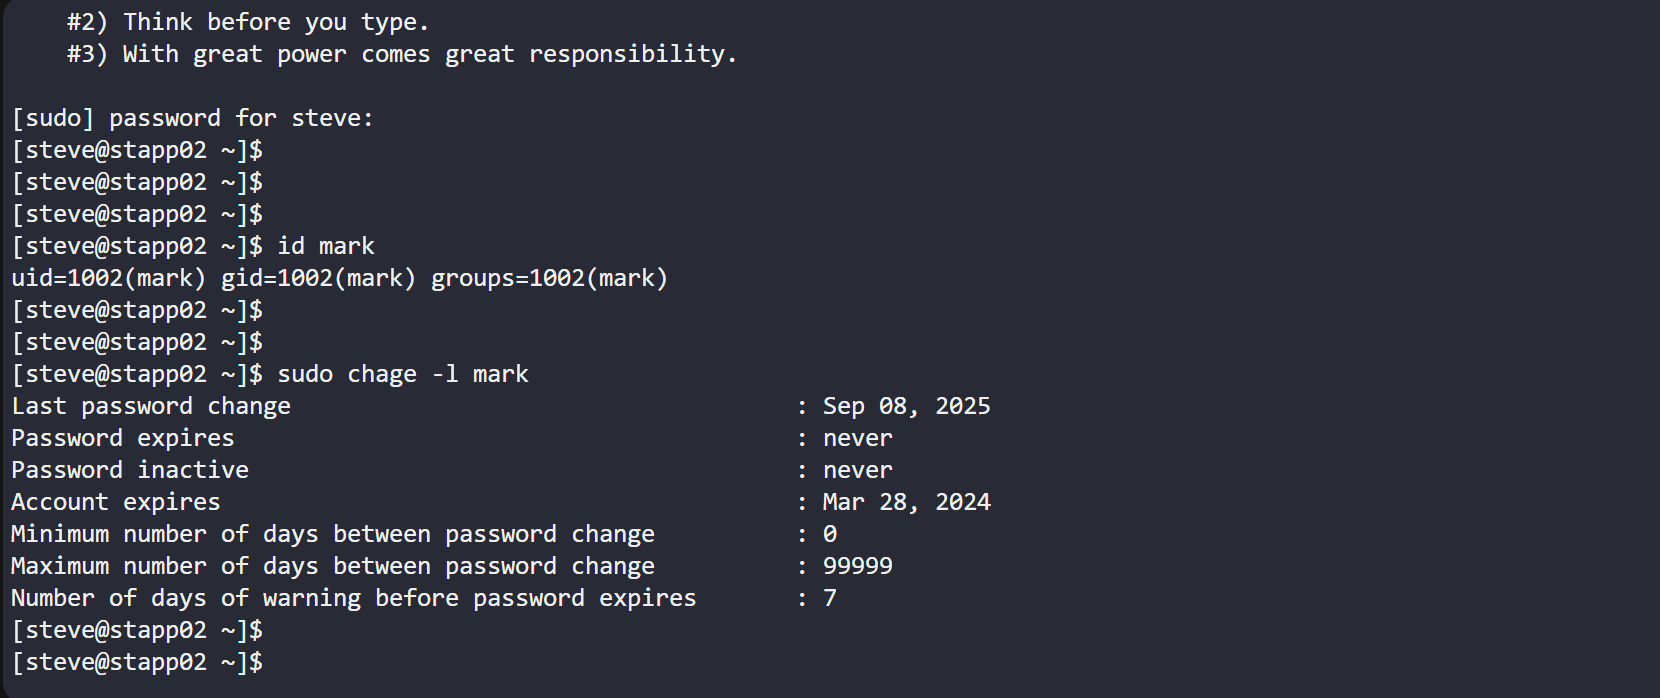 #2) Think before you type.
#3) With great power comes great responsibility.
[sudo] password for steve:
[steve@stapp02 ~]$
[steve@stapp02 ~]$
[steve@stapp02 ~]$
[steve@stapp02 ~]$ id mark
uid=1002(mark) gid=1002(mark) groups=1002(mark)
[steve@stapp02 ~]$
[steve@stapp02 ~]$
[steve@stapp02 ~]$ sudo chage -l mark
Last password change : Sep 08, 2025
Password expires : never
Password inactive : never
Account expires : Mar 28, 2024
Minimum number of days between password change : 0
Maximum number of days between password change : 99999
Number of days of warning before password expires : 7
[steve@stapp02 ~]$
[steve@stapp02 ~]$